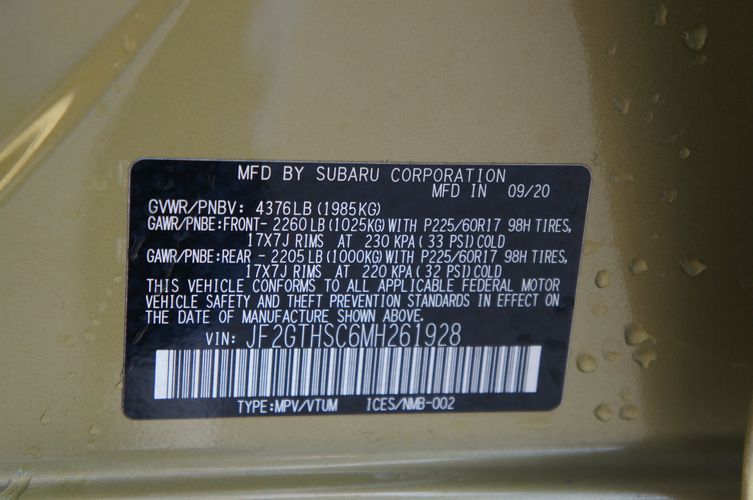 MFD BY SUBARU CORPORATION
MFD IN 09/20
GVWR/PNBV: 4376LB(1985KG)
GAWR/PNBE:FRONT- 2260LB(1025KG)WITH P225/60R17 98H TIRES,
17X7J RIMS AT 230 KPA(33 PSI)COLD
GAWR/PNBE:REAR - 2205LB(1000KG)WITH P225/60R17 98H TIRES,
17X7J RIMS AT 220 KPA(32 PSI)COLD
THIS VEHICLE CONFORMS TO ALL APPLICABLE FEDERAL MOTOR
VEHICLE SAFETY AND THEFT PREVENTION STANDARDS IN EFFECT ON
THE DATE OF MANUFACTURE SHOWN ABOVE.
VIN: JF2GTHSC6MH261928
TYPE:MPV/VTUM ICES/NMB-002